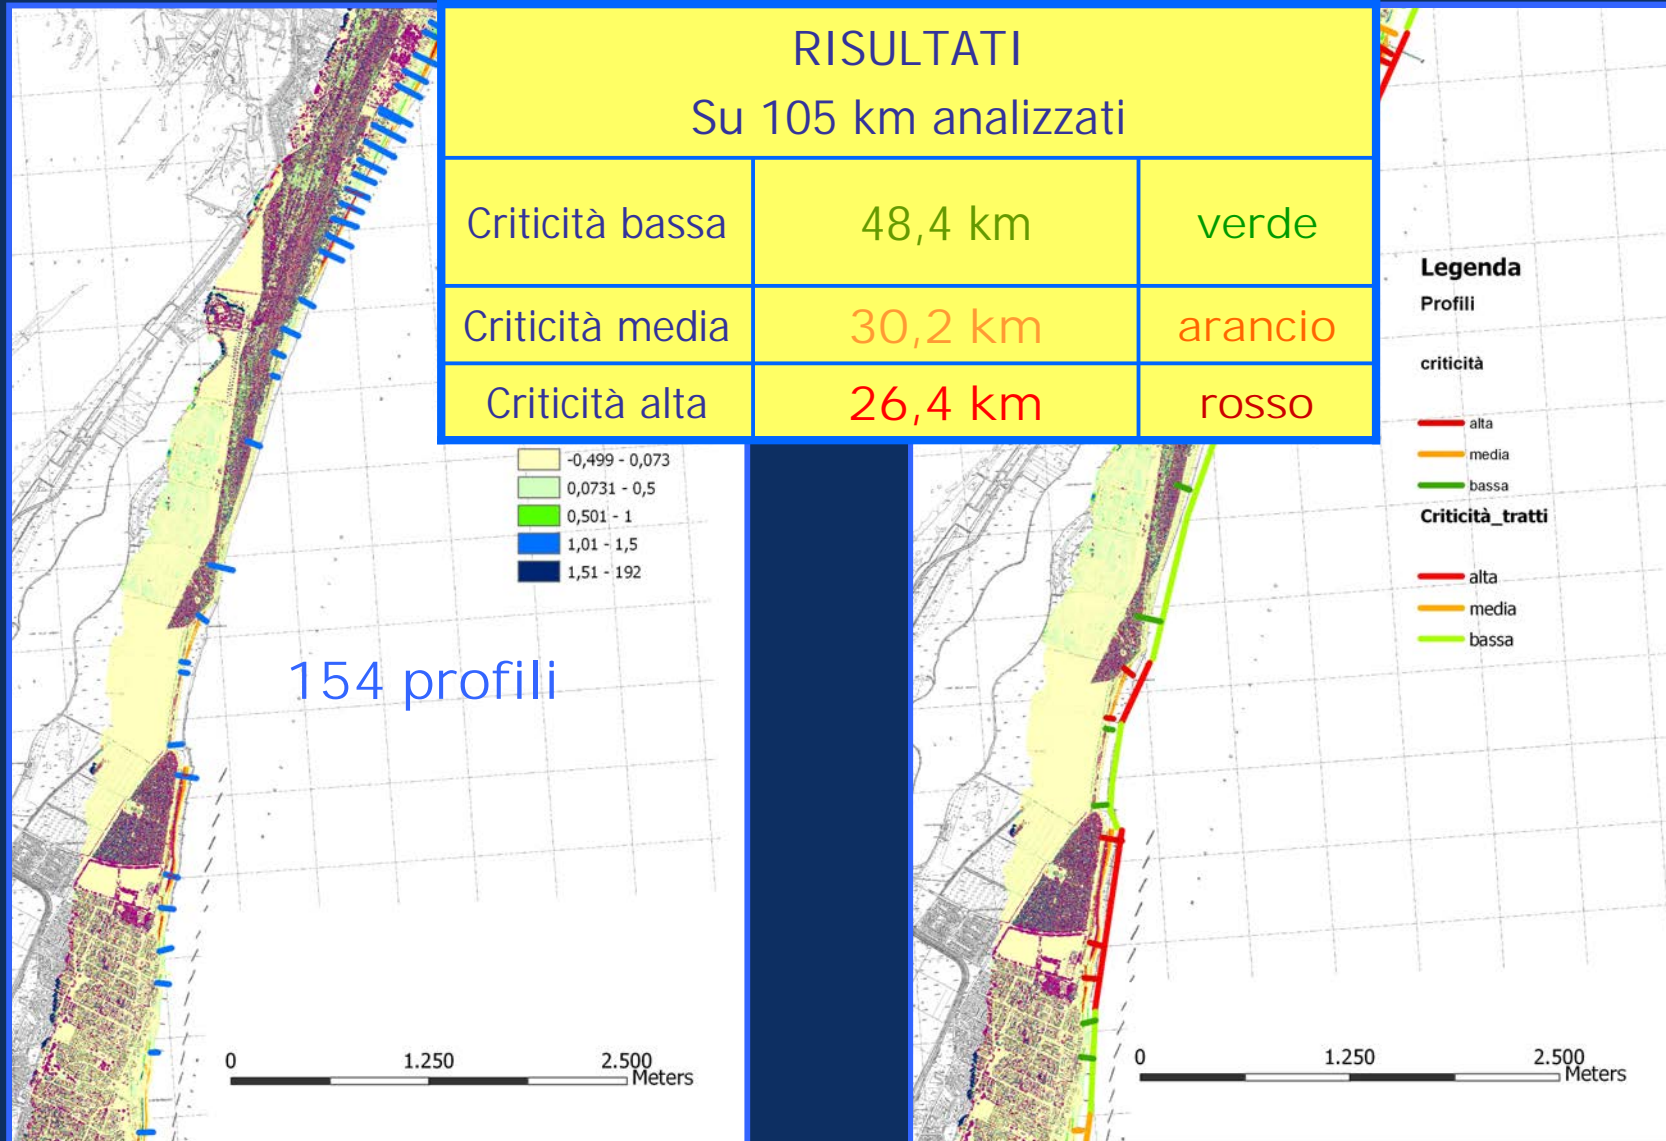 RISULTATI
Su 105 km analizzati
Criticità bassa 48,4 km verde
Criticità media 30,2 km arancio
Criticità alta 26,4 km rosso
-0,499 - 0,073
0,0731 - 0,5
0,501 - 1
1,01 - 1,5
1,51 - 192
154 profili
0 1.250 2.500
Meters
Legenda
Profili
criticità
alta
media
bassa
Criticità_tratti
alta
media
bassa
0 1.250 2.500
Meters